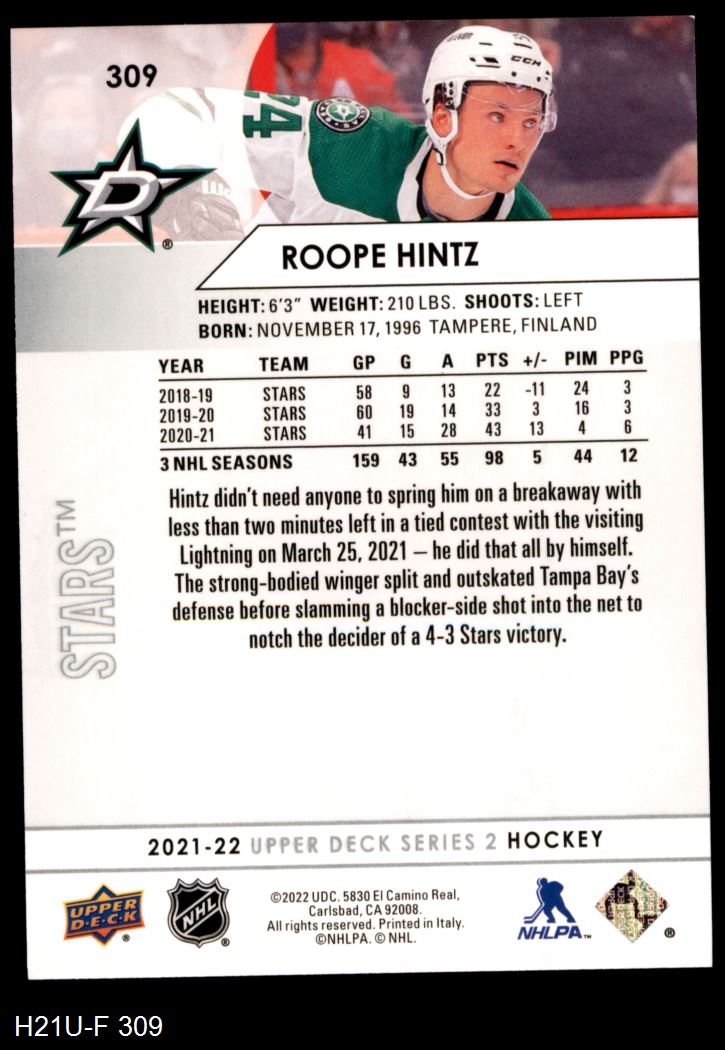 309
24
CCM
D
®
ROOPE HINTZ
HEIGHT: 6'3" WEIGHT: 210 LBS. SHOOTS: LEFT
BORN: NOVEMBER 17, 1996 TAMPERE, FINLAND
YEAR TEAM GP G A PTS +/- PIM PPG
2018-19 STARS 58 9 13 22 -11 24 3
2019-20 STARS 60 19 14 33 3 16 3
2020-21 STARS 41 15 28 43 13 4 6
3 NHL SEASONS 159 43 55 98 5 44 12
Hintz didn't need anyone to spring him on a breakaway with
less than two minutes left in a tied contest with the visiting
Lightning on March 25, 2021 – he did that all by himself.
The strong-bodied winger split and outskated Tampa Bay's
defense before slamming a blocker-side shot into the net to
notch the decider of a 4-3 Stars victory.
STARS™
2021-22 UPPER DECK SERIES 2 HOCKEY
UPPER
D·E·C·K
®
NHL
®
©2022 UDC. 5830 El Camino Real,
Carlsbad, CA 92008.
All rights reserved. Printed in Italy.
©NHLPA. © NHL.
NHLPA™
®
H21U-F 309